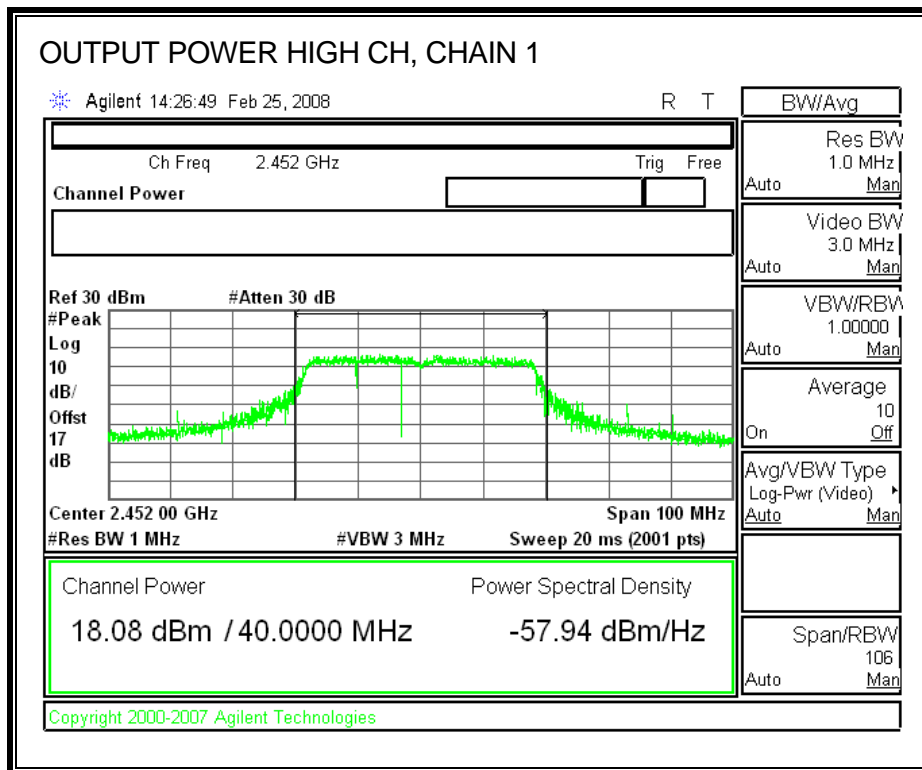 OUTPUT POWER HIGH CH, CHAIN 1
Agilent 14:26:49 Feb 25, 2008 R T
Ch Freq 2.452 GHz Trig Free
Channel Power
Ref 30 dBm #Atten 30 dB
#Peak
Log
10
dB/
Offst
17
dB
Center 2.452 00 GHz Span 100 MHz
#Res BW 1 MHz #VBW 3 MHz Sweep 20 ms (2001 pts)
Channel Power Power Spectral Density
18.08 dBm / 40.0000 MHz -57.94 dBm/Hz
Copyright 2000-2007 Agilent Technologies
BW/Avg
Res BW
1.0 MHz
Auto Man
Video BW
3.0 MHz
Auto Man
VBW/RBW
1.00000
Auto Man
Average
10
On Off
Avg/VBW Type
Log-Pwr (Video)
Auto Man
Span/RBW
106
Auto Man